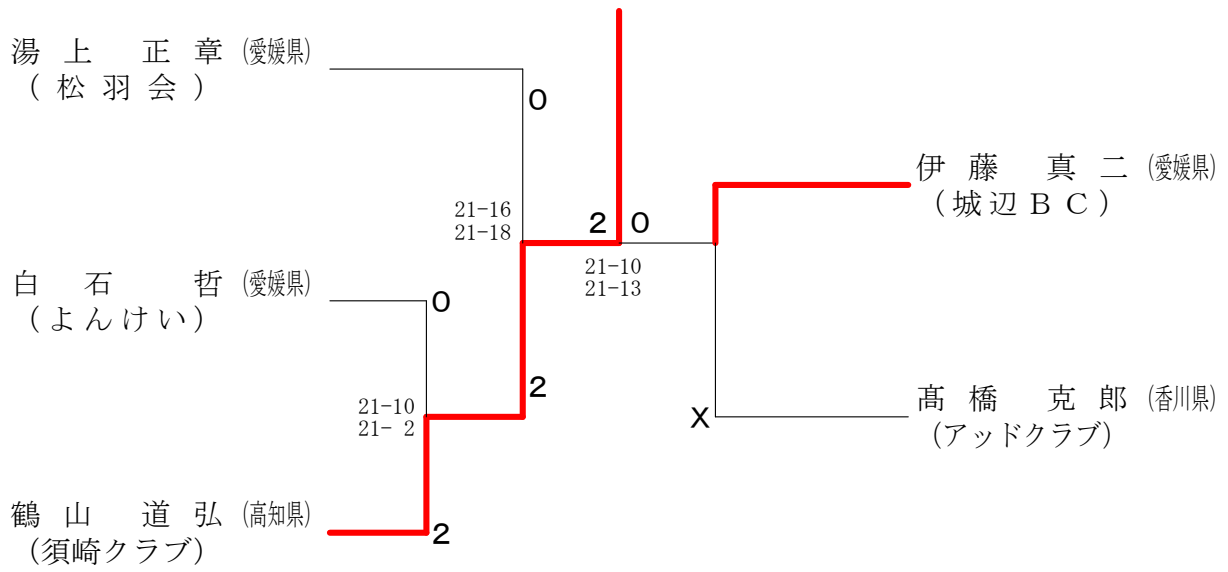 湯上 正章 (愛媛県)
(松羽会)
0
21-16
21-18
白石 哲 (愛媛県)
(よんけい)
0
21-10
21- 2
2
鶴山 道弘 (高知県)
(須崎クラブ)
2
2 0
21-10
21-13
伊藤 真二 (愛媛県)
(城辺BC)
X
髙橋 克郎 (香川県)
(アッドクラブ)